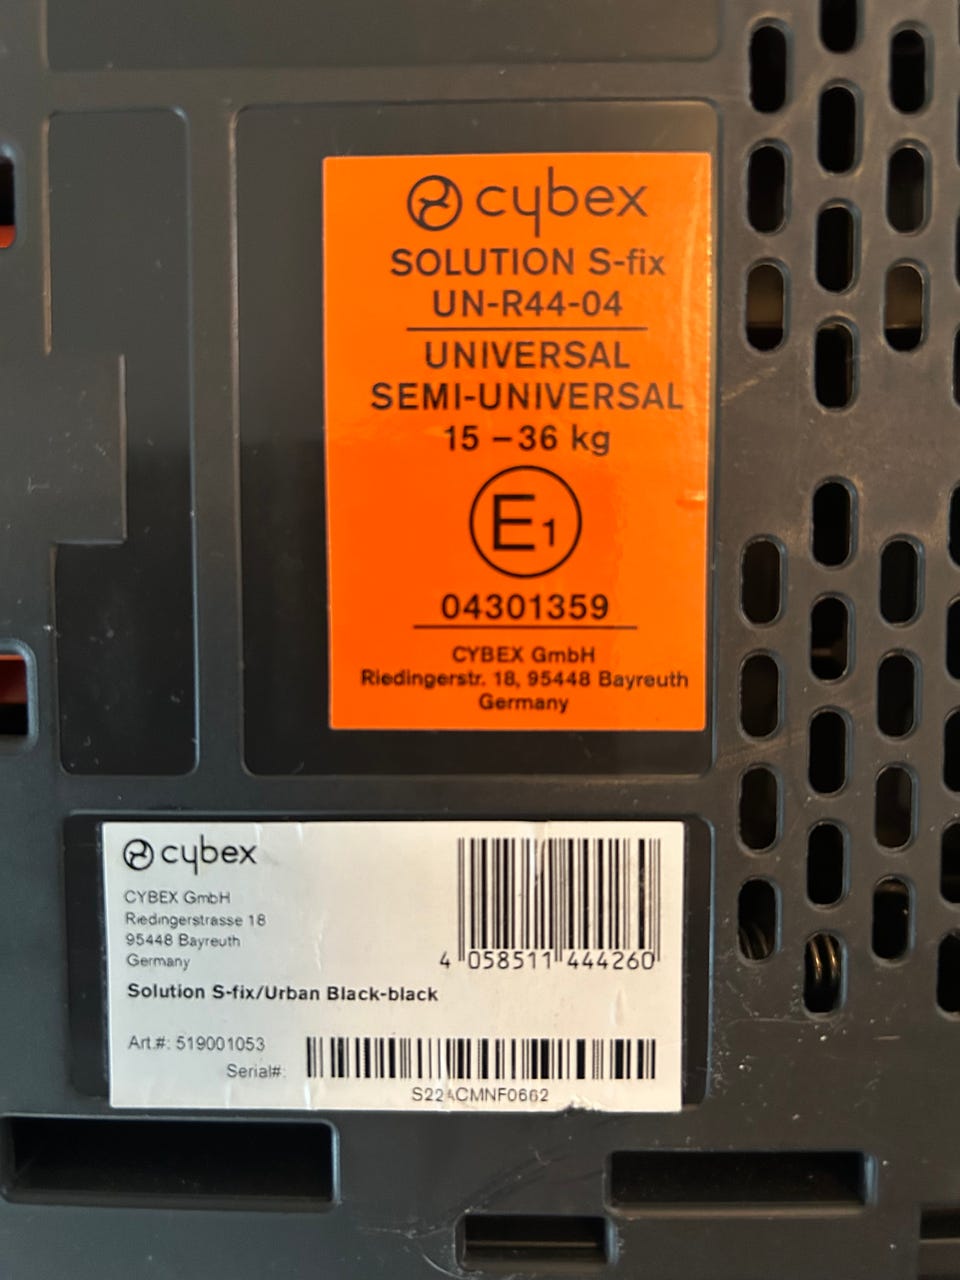 cybex
SOLUTION S-fix
UN-R44-04
UNIVERSAL
SEMI-UNIVERSAL
15 – 36 kg
E1
04301359
CYBEX GmbH
Riedingerstr. 18, 95448 Bayreuth
Germany
cybex
CYBEX GmbH
Riedingerstrasse 18
95448 Bayreuth
Germany
4 058511 444260
Solution S-fix/Urban Black-black
Art.#: 519001053
Serial#: